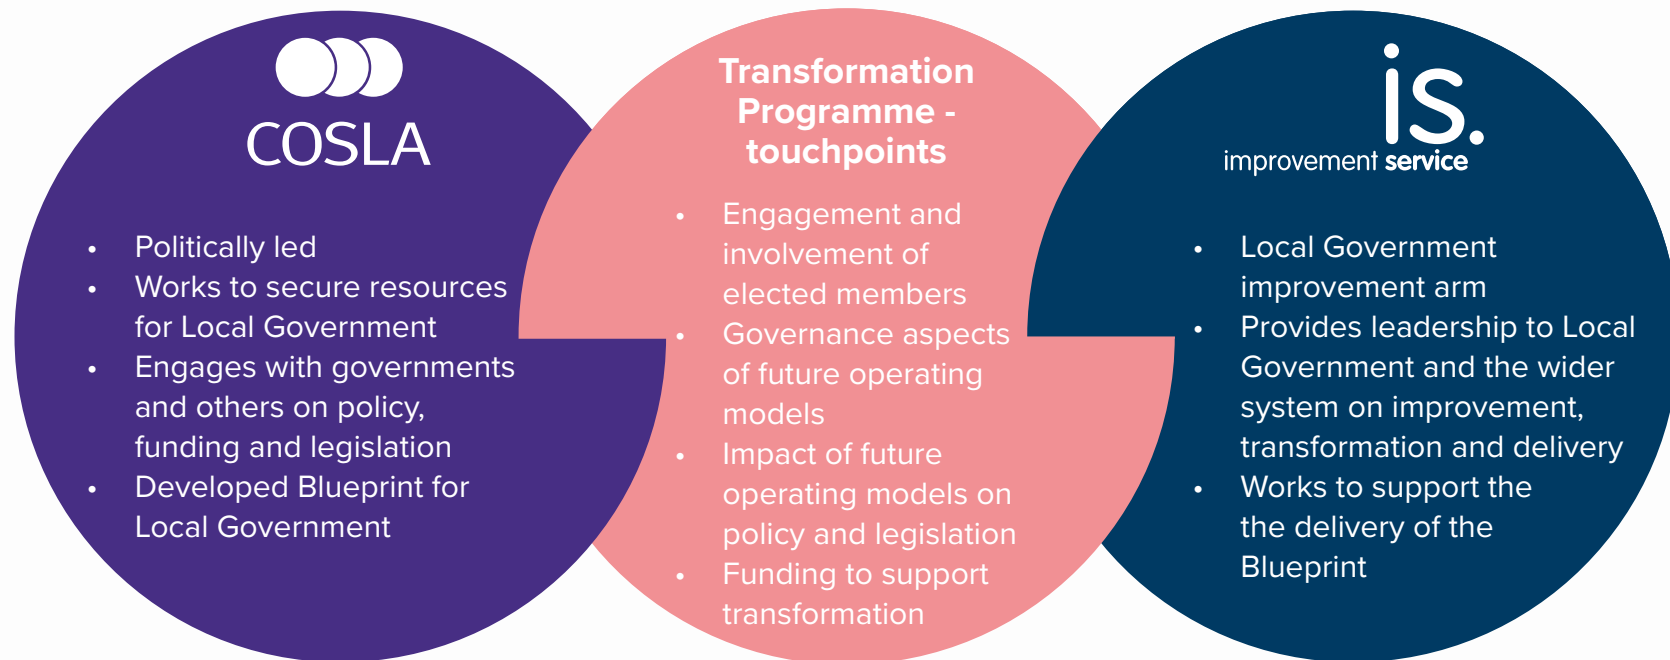 COSLA
• Politically led
• Works to secure resources
for Local Government
• Engages with governments
and others on policy,
funding and legislation
• Developed Blueprint for
Local Government
Transformation
Programme -
touchpoints
• Engagement and
involvement of
elected members
• Governance aspects
of future operating
models
• Impact of future
operating models on
policy and legislation
• Funding to support
transformation
is.
improvement service
• Local Government
improvement arm
• Provides leadership to Local
Government and the wider
system on improvement,
transformation and delivery
• Works to support the
the delivery of the
Blueprint